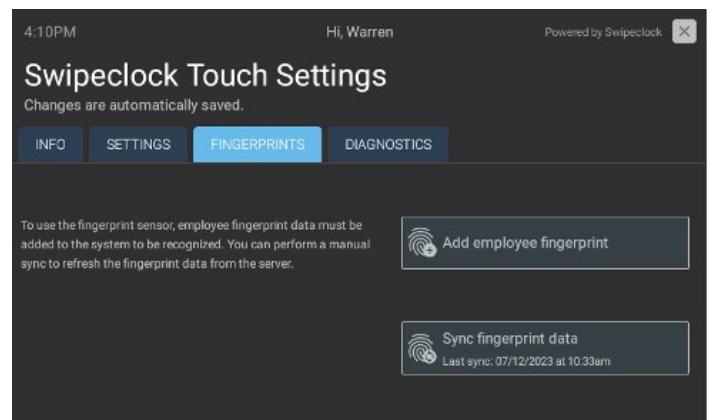 4:10PM Hi, Warren Powered by Swipeclock
Swipeclock Touch Settings
Changes are automatically saved.
INFO SETTINGS FINGERPRINTS DIAGNOSTICS
To use the fingerprint sensor, employee fingerprint data must be
added to the system to be recognized. You can perform a manual
sync to refresh the fingerprint data from the server.
Add employee fingerprint
Sync fingerprint data
Last sync: 07/12/2023 at 10:33am